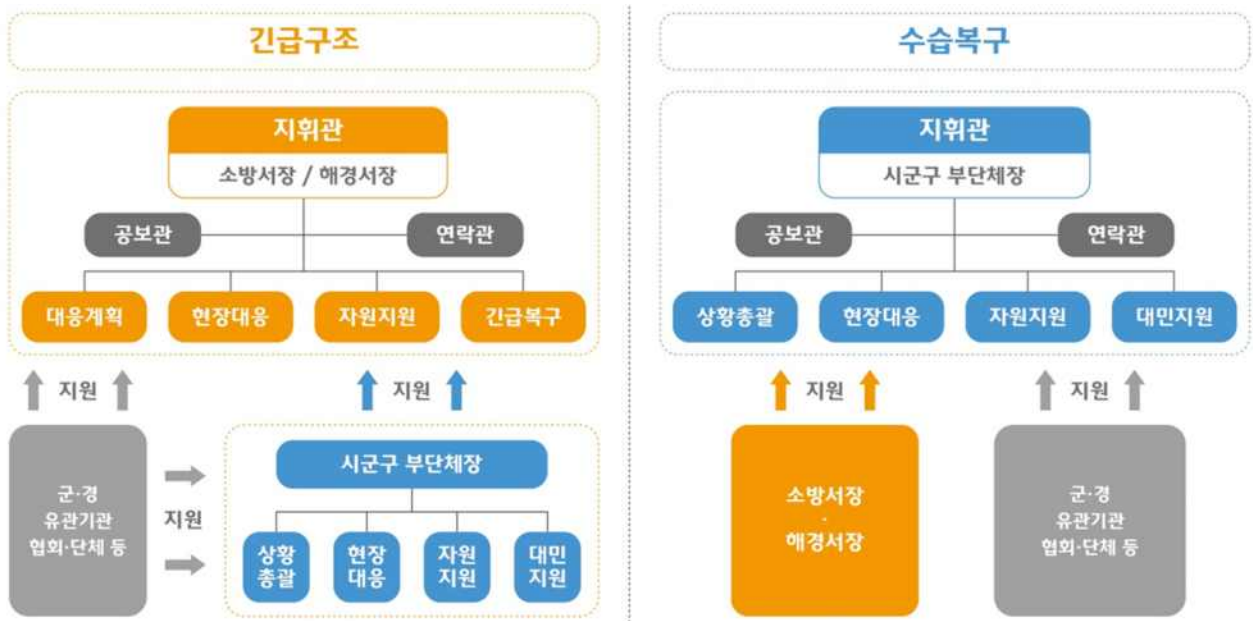 긴급구조
지휘관
소방서장 / 해경서장
공보관
연락관
대응계획
현장대응
자원지원
긴급복구
지원
지원
군·경
유관기관
협회·단체 등
지원
시군구 부단체장
상황
총괄
현장
대응
자원
지원
대민
지원
수습복구
지휘관
시군구 부단체장
공보관
연락관
상황총괄
현장대응
자원지원
대민지원
지원
지원
소방서장
·
해경서장
군·경
유관기관
협회·단체 등